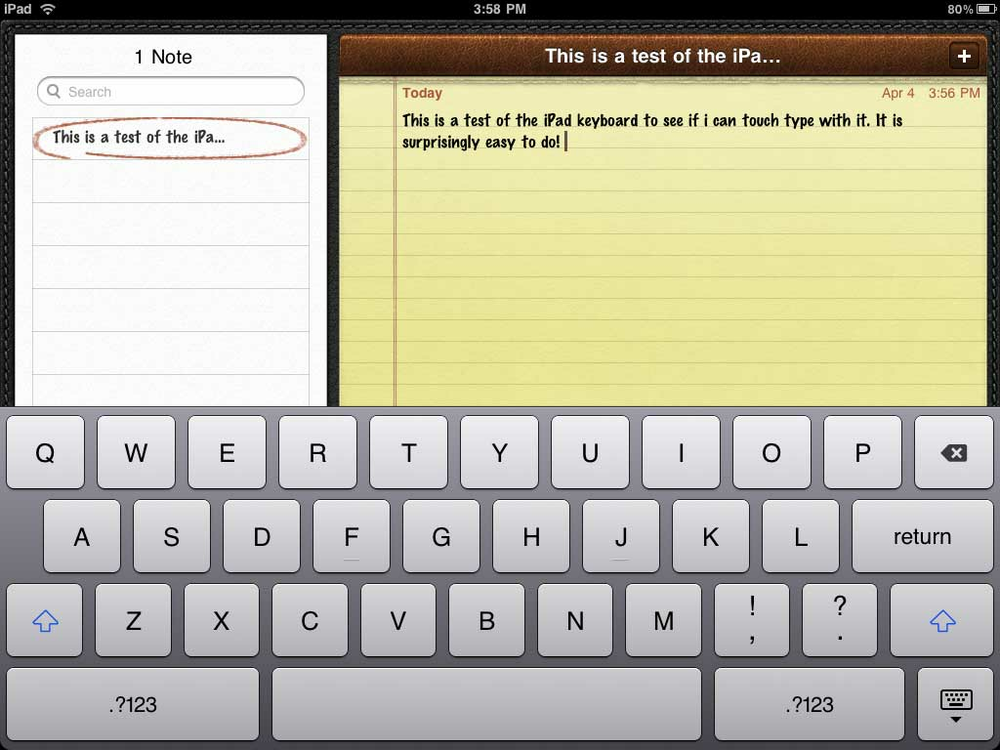 iPad 3:58 PM 80%
1 Note
Search
This is a test of the iPa...
This is a test of the iPa...
+
Today Apr 4 3:56 PM
This is a test of the iPad keyboard to see if i can touch type with it. It is
surprisingly easy to do!
Q W E R T Y U I O P
A S D F G H J K L return
Z X C V B N M ! , ? .
.?123 .?123